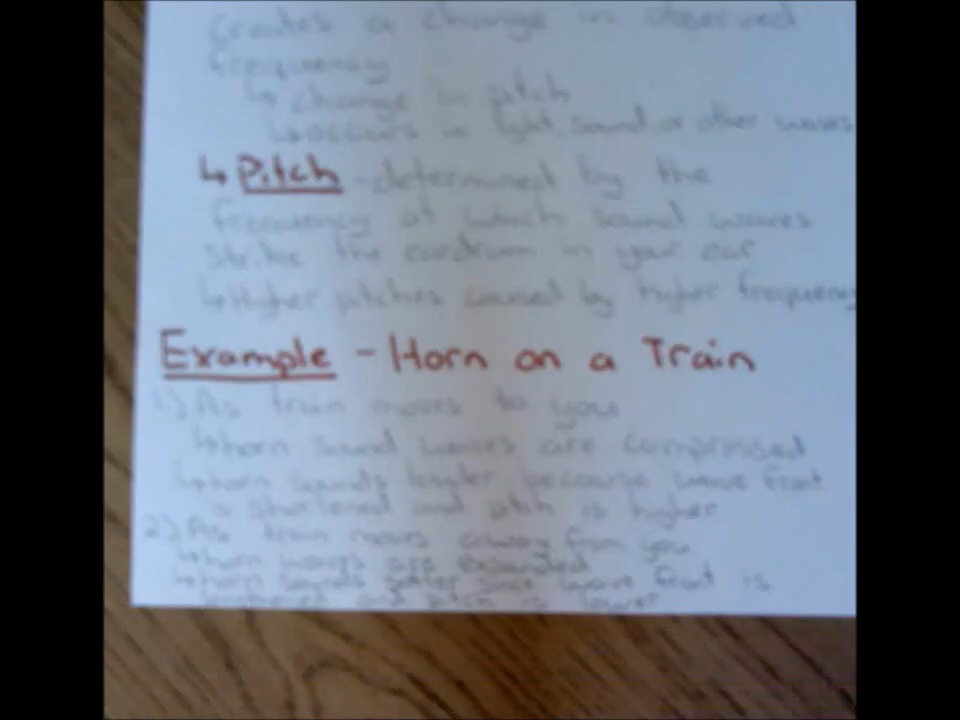 creates a change in observed
frequency
↳ change in pitch
↳ occurs in light, sound, or other waves
↳ Pitch - determined by the
frequency at which sound waves
strike the eardrum in your ear
↳ Higher pitches caused by higher frequency
Example - Horn on a Train
1) As train moves to you
↳ horn sound waves are compressed
↳ horn sounds louder because wave front
is shortened and pitch is higher
2) As train moves away from you
↳ horn waves are expanded
↳ horn sounds softer since wave front is
and pitch is lower